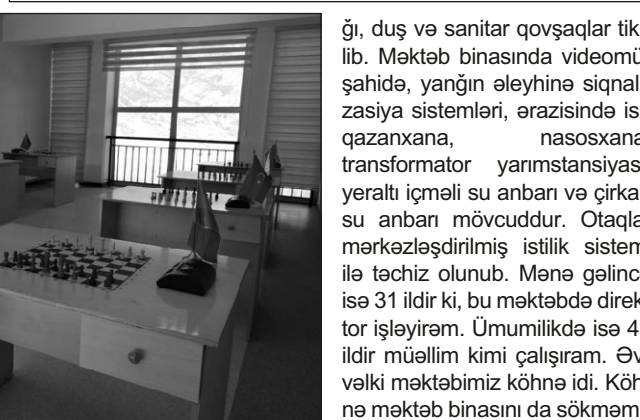 ğı, duş və sanitar qovşaqlar tik
lib. Məktəb binasında videomü
şahidə, yanğın əleyhinə siqnal
zasiya sistemləri, ərazisində is
qazanxana, nasosxana
transformator yarımstansiyas
yeraltı içməli su anbarı və çirka
su anbarı mövcuddur. Otaqla
mərkəzləşdirilmiş istilik sistem
ilə təchiz olunub. Mənə gəlincə
isə 31 ildir ki, bu məktəbdə direk
tor işləyirəm. Ümumilikdə isə 4
ildir müəllim kimi çalışıram. Əv
vəlki məktəbimiz köhnə idi. Köh
nə məktəb binasını da sökməm